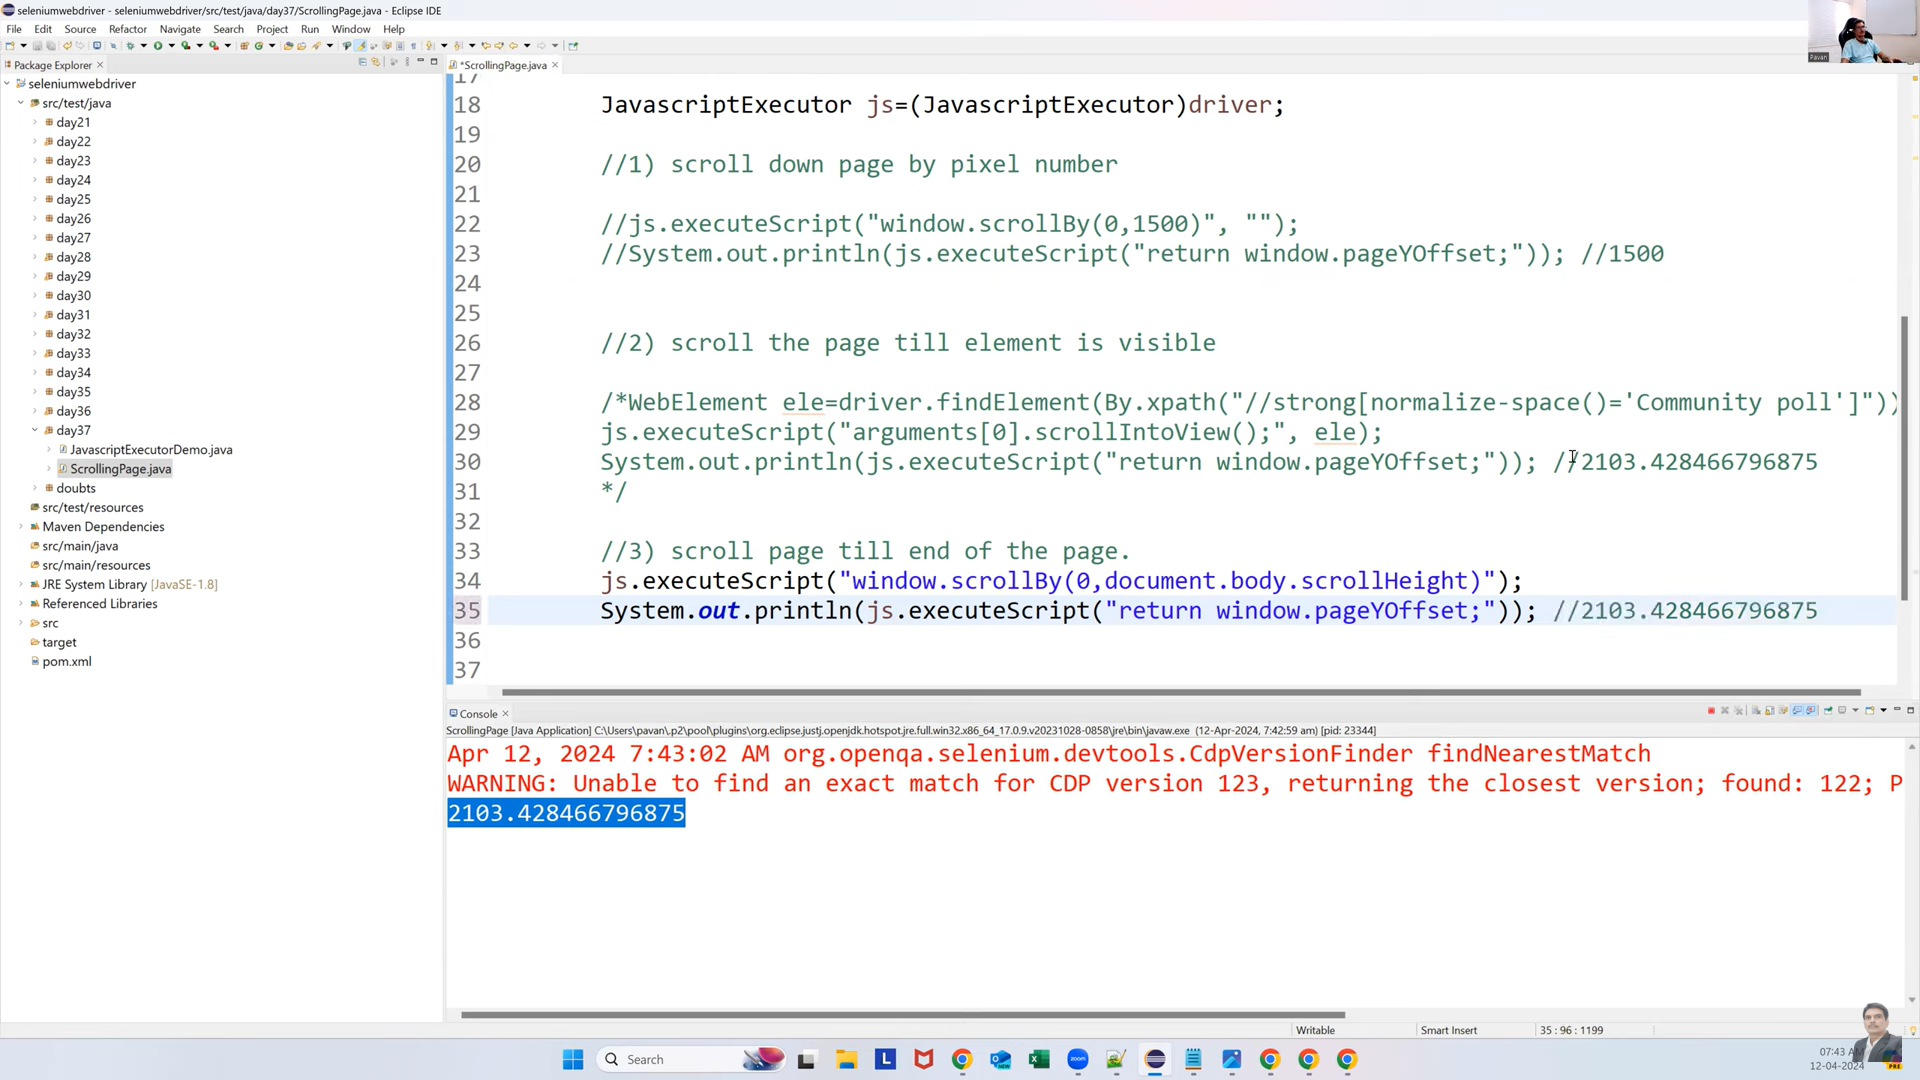 seleniumwebdriver - seleniumwebdriver/src/test/java/day37/ScrollingPage.java - Eclipse IDE
File Edit Source Refactor Navigate Search Project Run Window Help
Package Explorer
seleniumwebdriver
src/test/java
day21
day22
day23
day24
day25
day26
day27
day28
day29
day30
day31
day32
day33
day34
day35
day36
day37
JavascriptExecutorDemo.java
ScrollingPage.java
doubts
src/test/resources
Maven Dependencies
src/main/java
src/main/resources
JRE System Library [JavaSE-1.8]
Referenced Libraries
src
target
pom.xml
*ScrollingPage.java
17
18 JavascriptExecutor js=(JavascriptExecutor)driver;
19
20 //1) scroll down page by pixel number
21
22 //js.executeScript("window.scrollBy(0,1500)", "");
23 //System.out.println(js.executeScript("return window.pageYOffset;")); //1500
24
25
26 //2) scroll the page till element is visible
27
28 /*WebElement ele=driver.findElement(By.xpath("//strong[normalize-space()='Community poll']"))
29 js.executeScript("arguments[0].scrollIntoView();", ele);
30 System.out.println(js.executeScript("return window.pageYOffset;")); //2103.428466796875
31 */
32
33 //3) scroll page till end of the page.
34 js.executeScript("window.scrollBy(0,document.body.scrollHeight)");
35 System.out.println(js.executeScript("return window.pageYOffset;")); //2103.428466796875
36
37
Console
ScrollingPage [Java Application] C:\Users\pavan\.p2\pool\plugins\org.eclipse.justj.openjdk.hotspot.jre.full.win32.x86_64_17.0.9.v20231028-0858\jre\bin\javaw.exe (12-Apr-2024, 7:42:59 am) [pid: 23344]
Apr 12, 2024 7:43:02 AM org.openqa.selenium.devtools.CdpVersionFinder findNearestMatch
WARNING: Unable to find an exact match for CDP version 123, returning the closest version; found: 122; P
2103.428466796875
Writable Smart Insert 35 : 96 : 1199
Search
07:43 AM
12-04-2024
Pavan
PRE